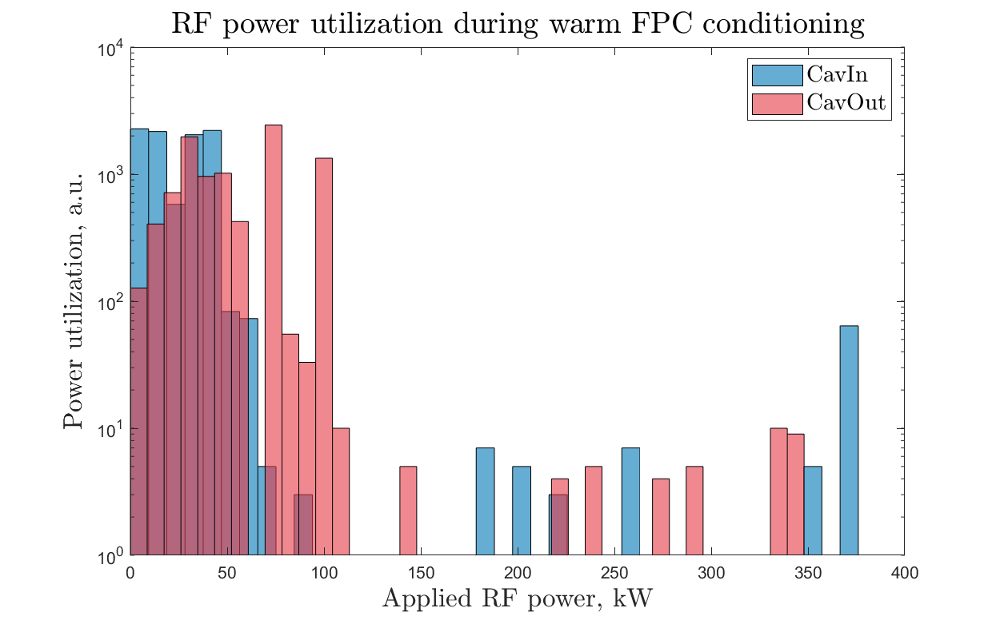 RF power utilization during warm FPC conditioning
CavIn
CavOut
Power utilization, a.u.
10^4
10^3
10^2
10^1
10^0
0 50 100 150 200 250 300 350 400
Applied RF power, kW